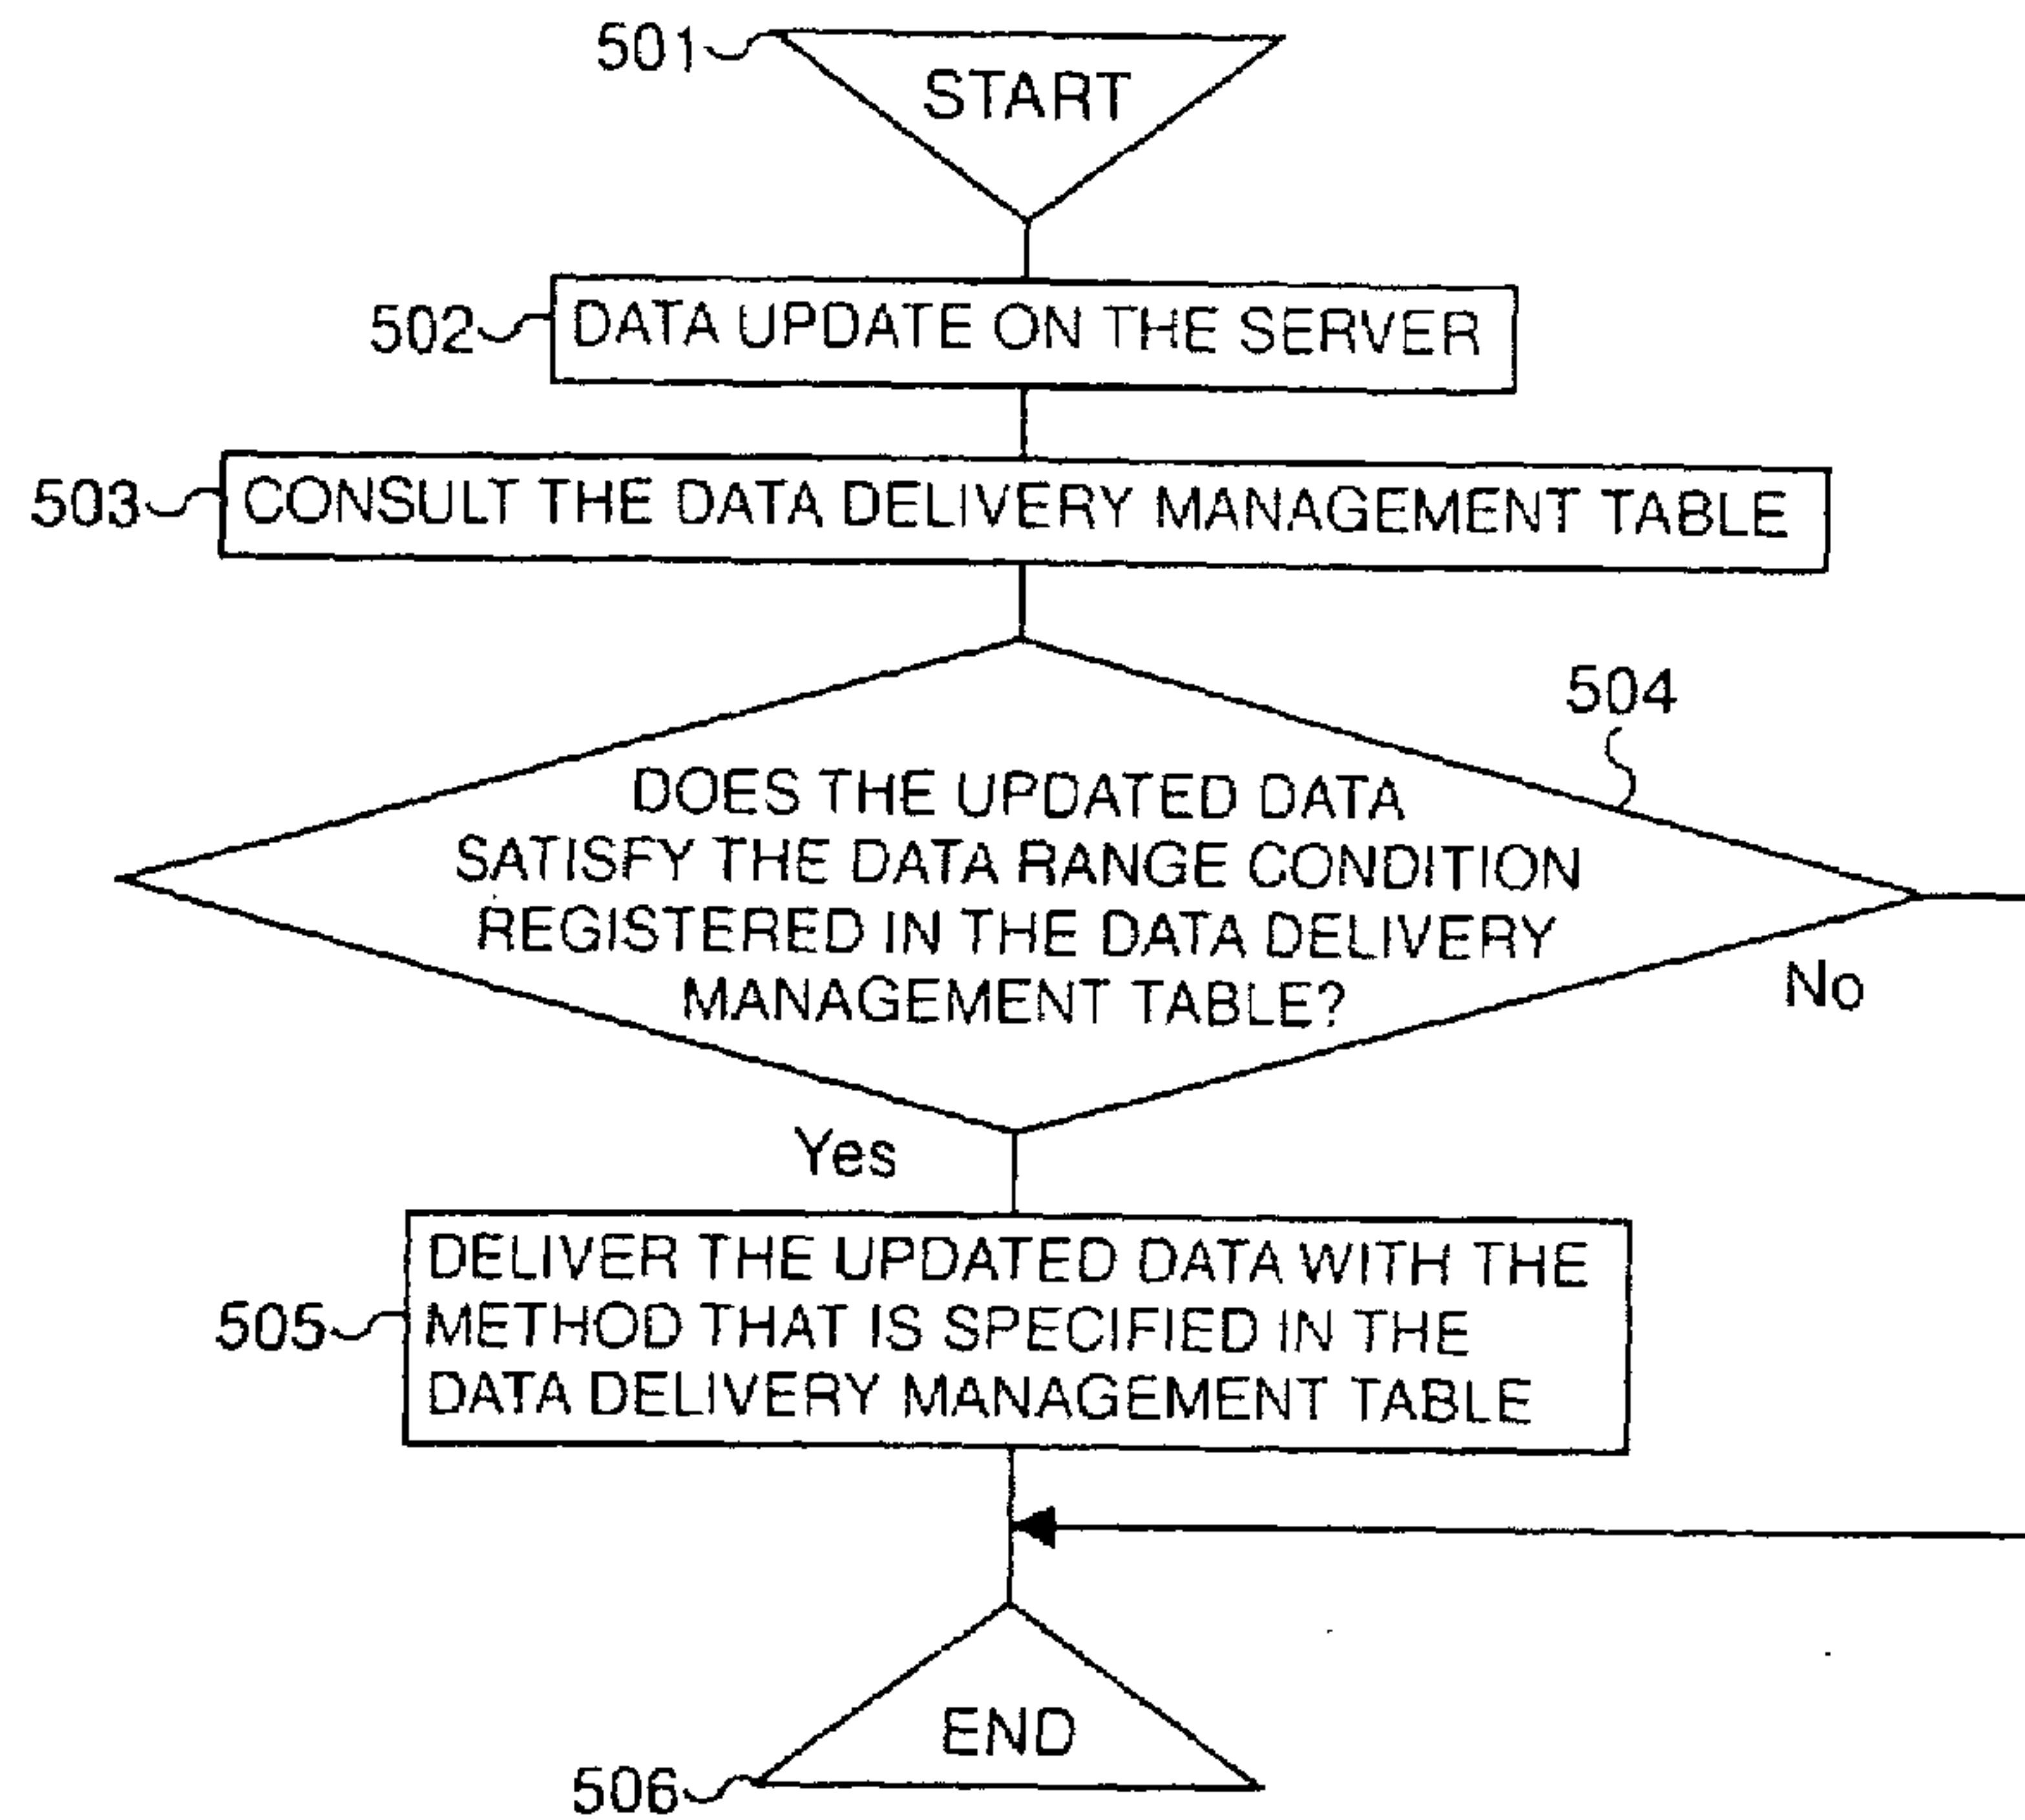 501
START
502
DATA UPDATE ON THE SERVER
503
CONSULT THE DATA DELIVERY MANAGEMENT TABLE
504
DOES THE UPDATED DATA
SATISFY THE DATA RANGE CONDITION
REGISTERED IN THE DATA DELIVERY
MANAGEMENT TABLE?
No
Yes
505
DELIVER THE UPDATED DATA WITH THE
METHOD THAT IS SPECIFIED IN THE
DATA DELIVERY MANAGEMENT TABLE
END
506